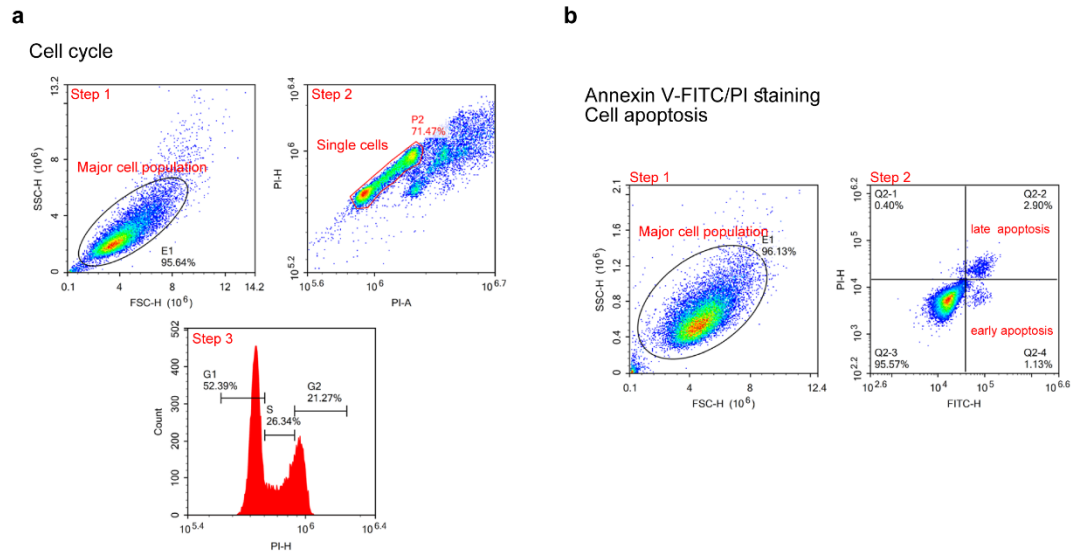 a
Cell cycle
Step 1
13.2
8
4
0
SSC-H (10^6)
Major cell population
E1
95.64%
0.1 4 8 12 14.2
FSC-H (10^6)
Step 2
10^6.4
10^6
10^5.2
PI-H
P2
71.47%
Single cells
10^5.6 10^6 10^6.7
PI-A
Step 3
502
400
300
200
100
0
Count
G1
52.39%
S
26.34%
G2
21.27%
10^5.4 10^6 10^6.4
PI-H
b
Annexin V-FITC/PI staining
Cell apoptosis
Step 1
2.1
1.6
1.2
0.8
0.4
0
SSC-H (10^6)
Major cell population
E1
96.13%
0.1 4 8 12.4
FSC-H (10^6)
Step 2
10^6.2
10^5
10^4
10^3
10^2.2
PI-H
Q2-1
0.40%
Q2-2
2.90%
late apoptosis
early apoptosis
Q2-3
95.57%
Q2-4
1.13%
10^2.6 10^4 10^5 10^6.6
FITC-H